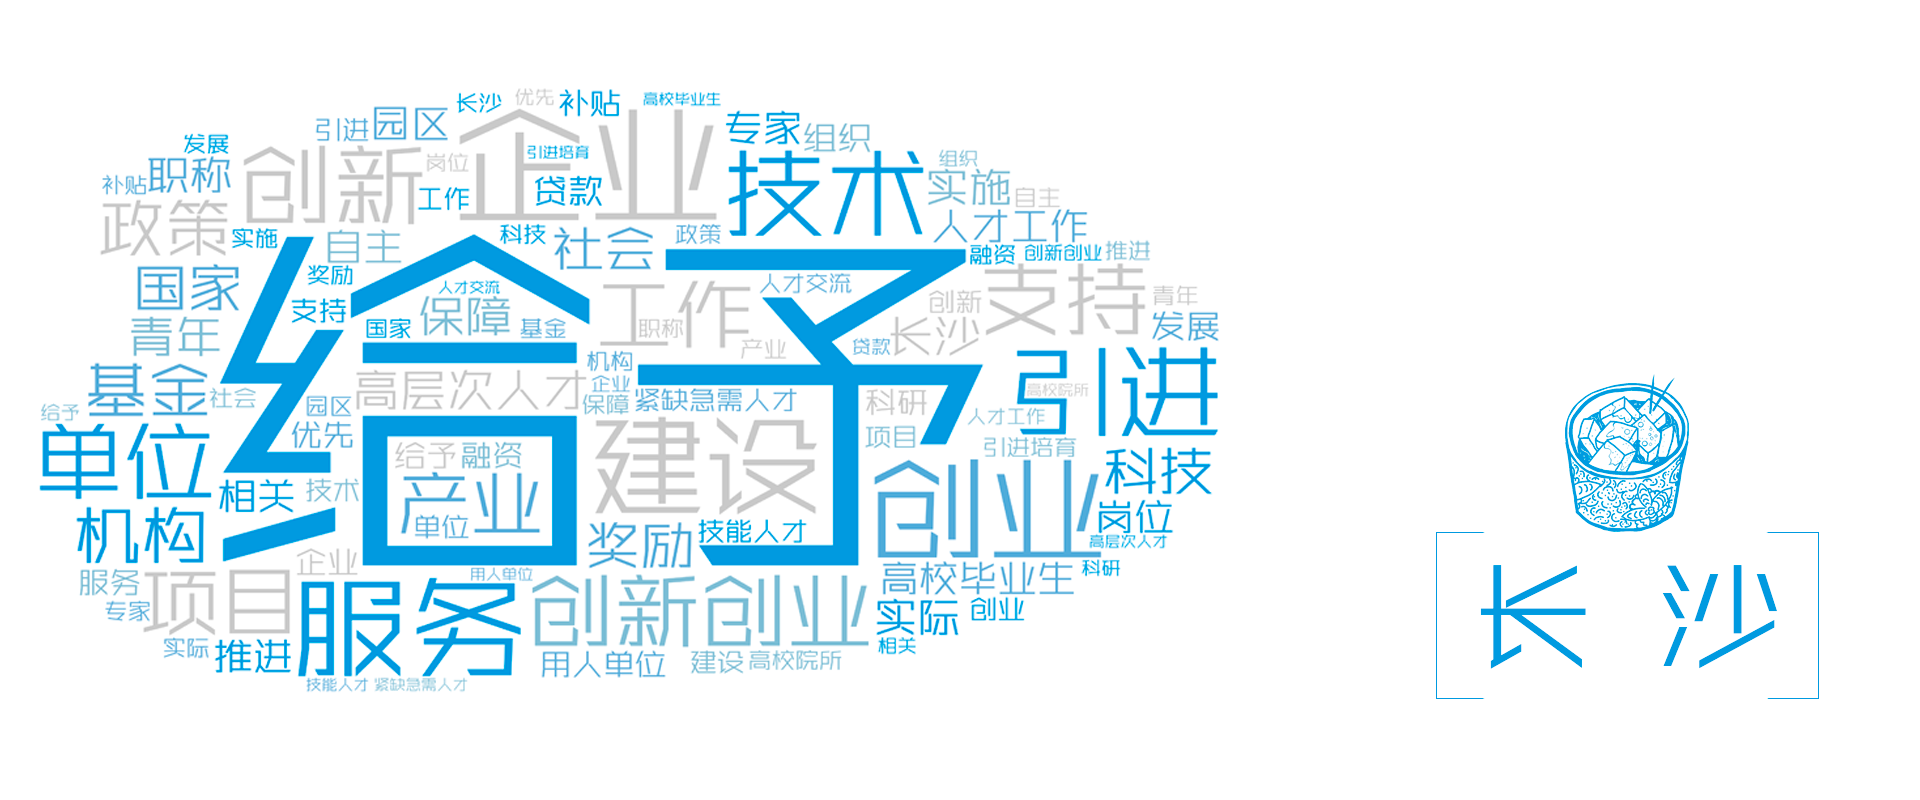 长沙
优先
补贴
高校毕业生
引进
园区
企业
专家
组织
发展
创新
岗位
引进培育
技术
组织
补贴
职称
工作
贷款
实施
自主
政策
实施
自主
科技
社会
政策
人才工作
给予
融资
创新创业
推进
国家
奖励
人才交流
人才交流
支持
保障
工作
创新
支持
青年
青年
国家
基金
职称
长沙
发展
产业
贷款
基金
社会
高层次人才
机构
企业
保障
紧缺急需人才
科研
引进
高校院所
给予
园区
优先
建设
项目
人才工作
引进培育
单位
给予
融资
科技
相关
技术
产业
单位
创业
岗位
机构
奖励
技能人才
高层次人才
企业
用人单位
高校毕业生
科研
服务
专家
项目
服务
创新创业
实际
创业
实际
推进
用人单位
建设
高校院所
相关
技能人才
紧缺急需人才
长沙